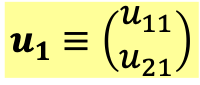 𝒖₁ ≡ (u₁₁
u₂₁)